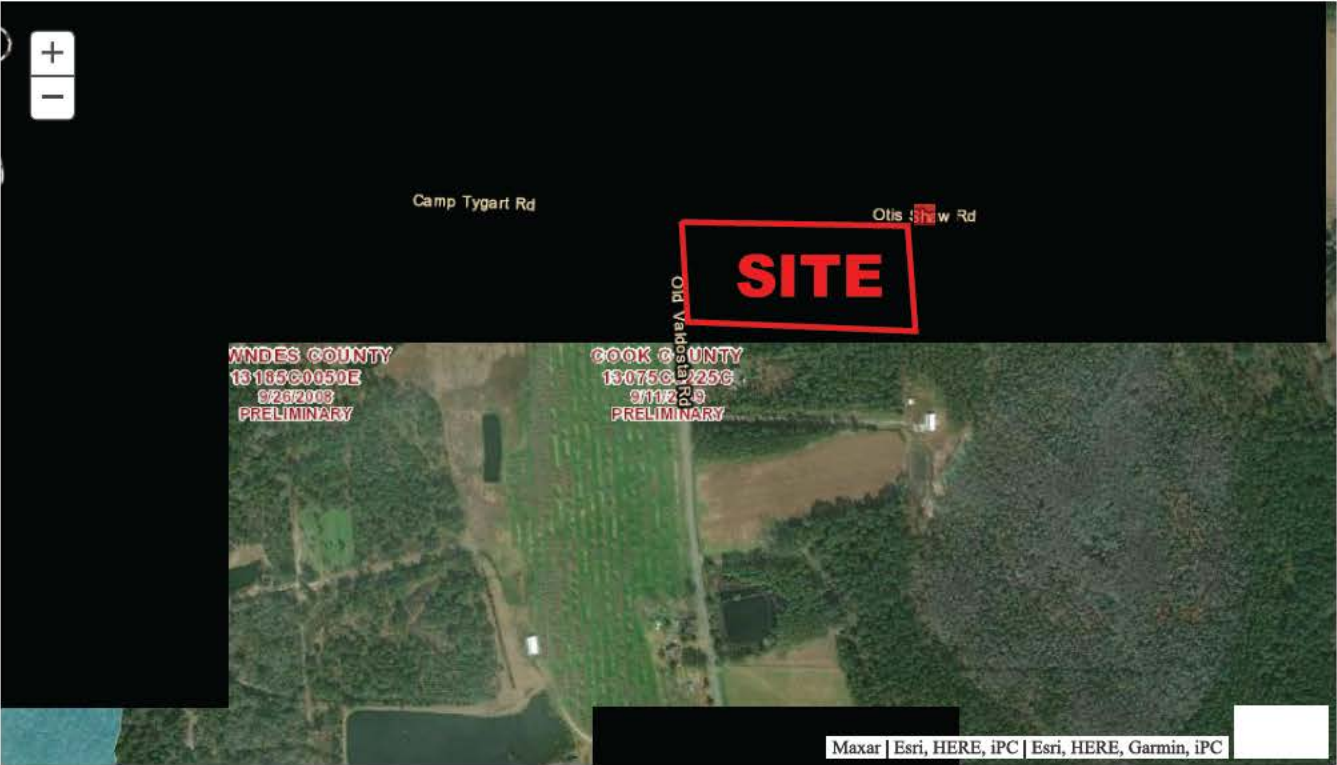 +
−
Camp Tygart Rd
Otis Shaw Rd
SITE
Old Valdosta Rd
WNDES COUNTY
13185C0050E
9/26/2008
PRELIMINARY
COOK COUNTY
PRELIMINARY
Maxar | Esri, HERE, iPC | Esri, HERE, Garmin, iPC